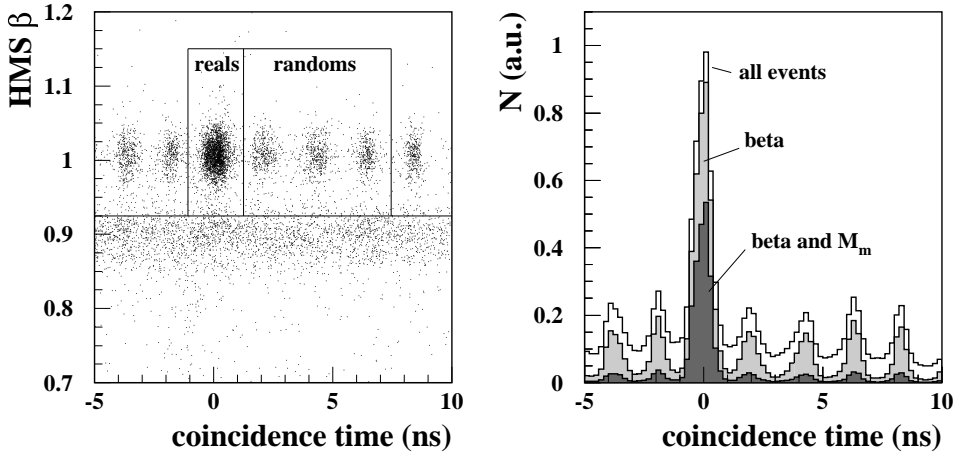 HMS β
1.2
1.1
1
0.9
0.8
0.7
reals
randoms
-5
0
5
10
coincidence time (ns)
N (a.u.)
1
0.8
0.6
0.4
0.2
0
all events
beta
beta and Mₘ
-5
0
5
10
coincidence time (ns)